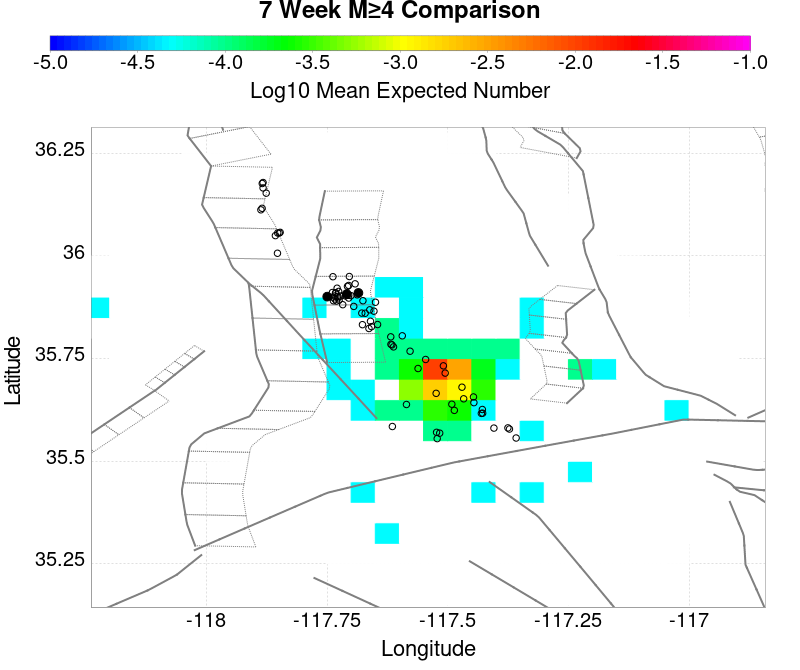 7 Week M≥4 Comparison
-5.0 -4.5 -4.0 -3.5 -3.0 -2.5 -2.0 -1.5 -1.0
Log10 Mean Expected Number
36.25
36
35.75
35.5
35.25
Latitude
-118 -117.75 -117.5 -117.25 -117
Longitude